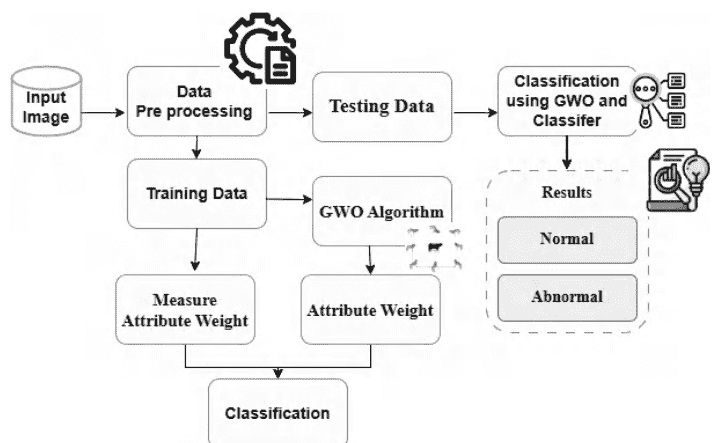 Input
Image
Data
Pre processing
Testing Data
Classification
using GWO and
Classifer
Training Data
GWO Algorithm
Results
Normal
Abnormal
Measure
Attribute Weight
Attribute Weight
Classification